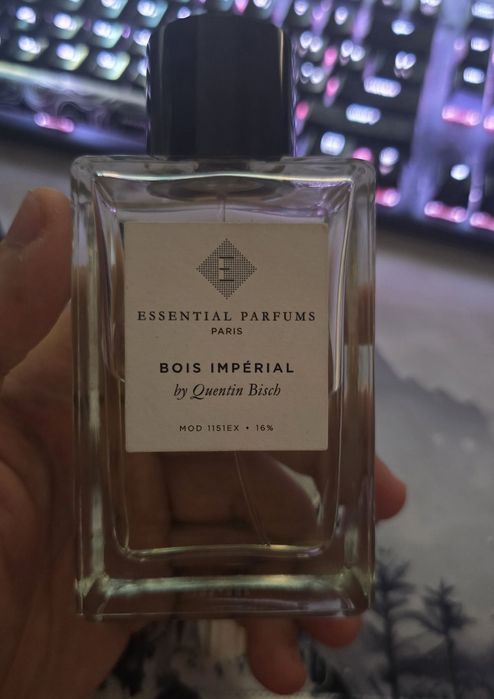 E
ESSENTIAL PARFUMS
PARIS
BOIS IMPÉRIAL
by Quentin Bisch
MOD 1151EX • 16%